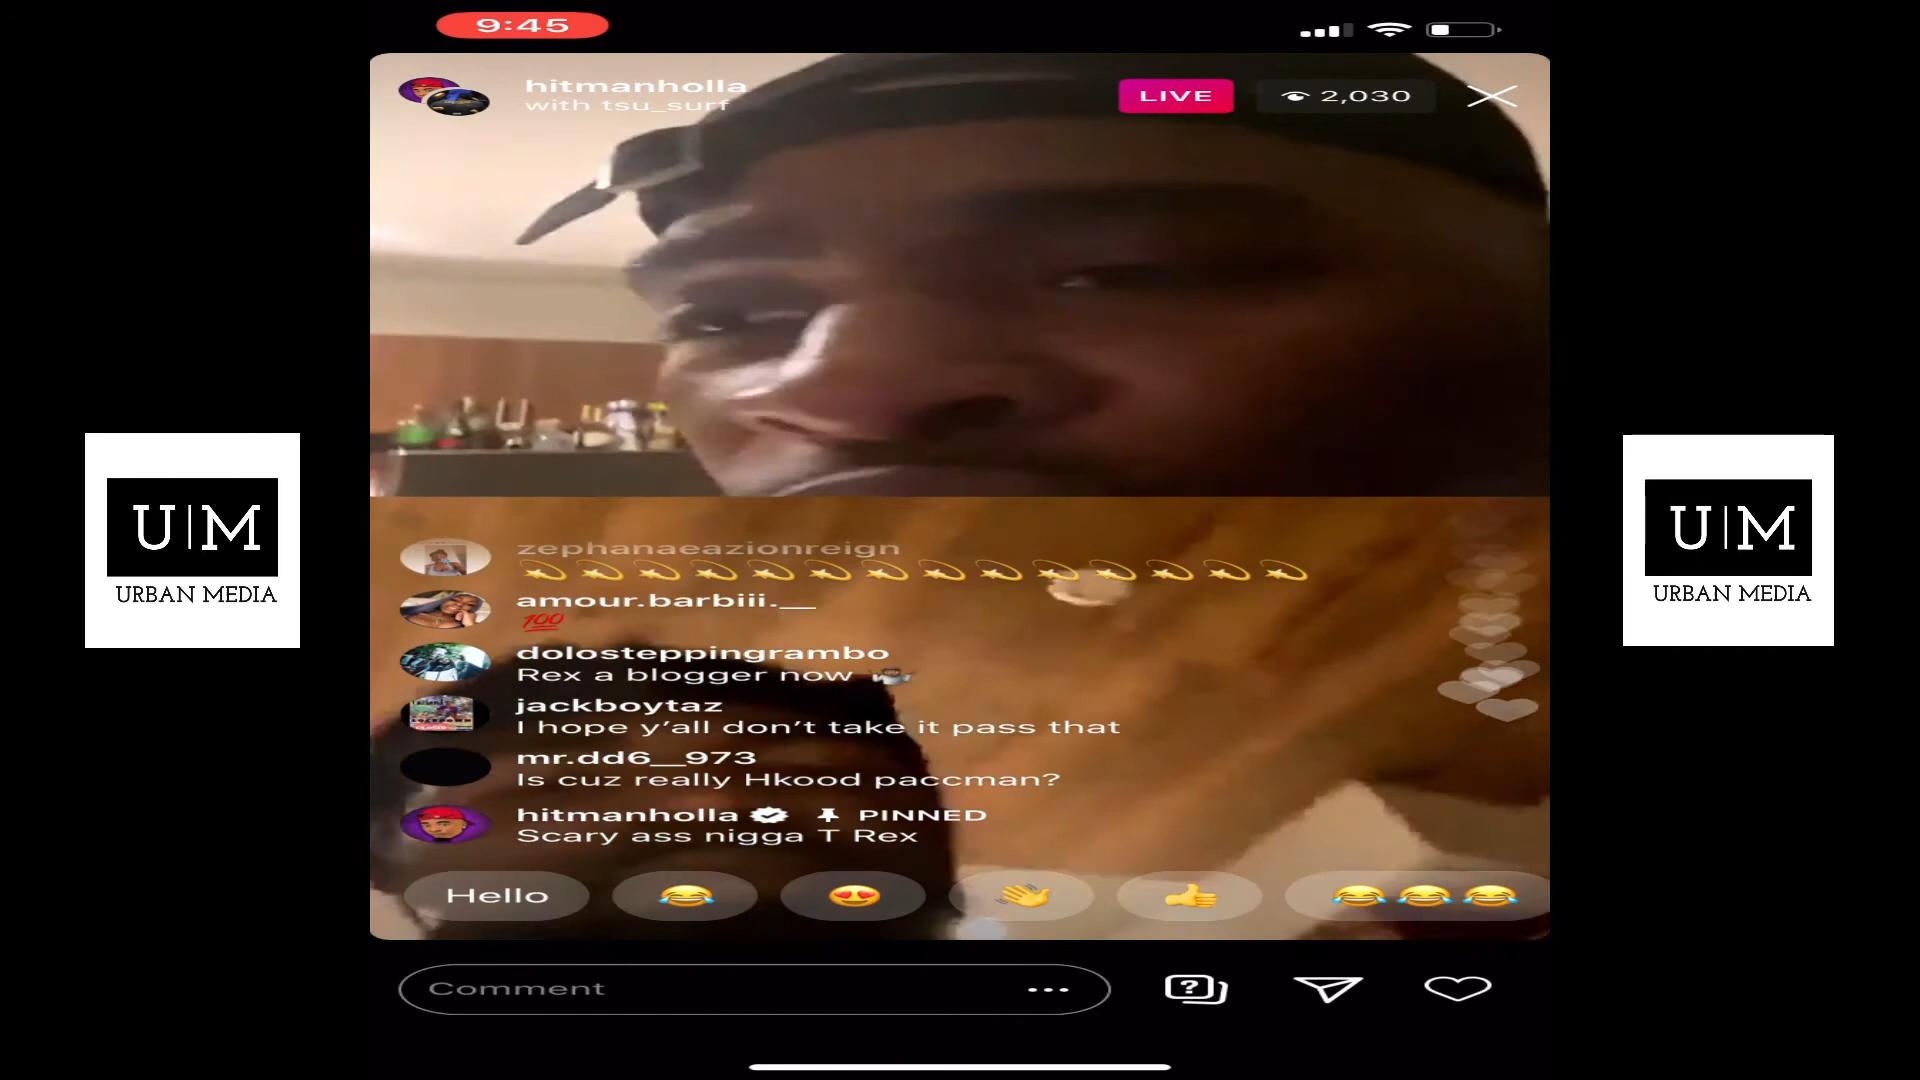 9:45
hitmanholla
with tsu_surf
LIVE
2,030
zephanaeazionreign
💫💫💫💫💫💫💫💫💫💫💫💫💫💫
amour.barbiii.__
💯
dolosteppingrambo
Rex a blogger now
jackboytaz
I hope y'all don't take it pass that
mr.dd6__973
Is cuz really Hkood paccman?
hitmanholla PINNED
Scary ass nigga T Rex
Hello 😂 😍 👋 👍 😂😂😂
Comment
U|M
URBAN MEDIA
U|M
URBAN MEDIA